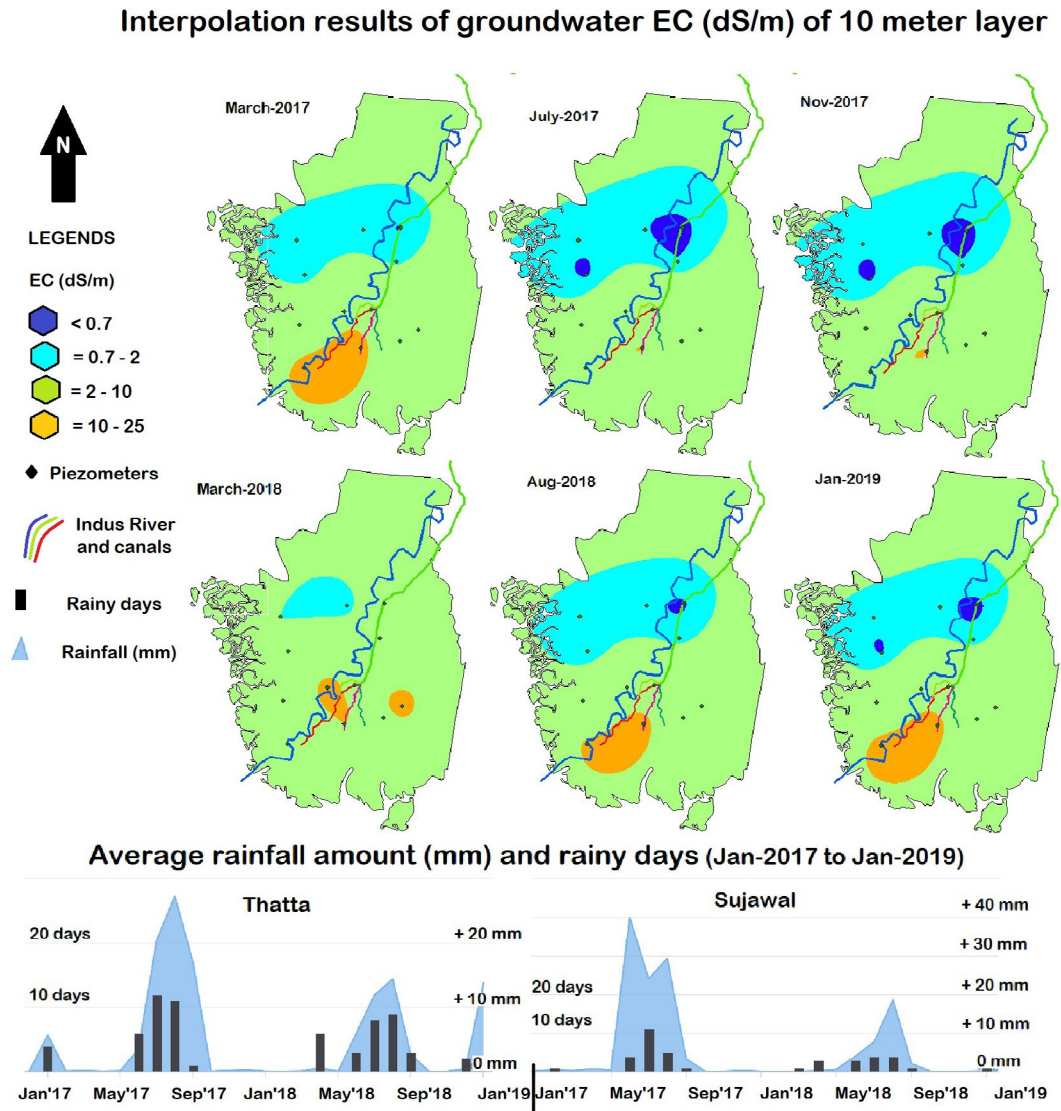 Interpolation results of groundwater EC (dS/m) of 10 meter layer
March-2017
July-2017
Nov-2017
N
LEGENDS
EC (dS/m)
< 0.7
= 0.7 - 2
= 2 - 10
= 10 - 25
Piezometers
Indus River
and canals
Rainy days
Rainfall (mm)
March-2018
Aug-2018
Jan-2019
Average rainfall amount (mm) and rainy days (Jan-2017 to Jan-2019)
Thatta
20 days
+ 20 mm
10 days
+ 10 mm
0 mm
Jan'17 May'17 Sep'17 Jan'18 May'18 Sep'18 Jan'19
Sujawal
+ 40 mm
+ 30 mm
20 days
+ 20 mm
10 days
+ 10 mm
0 mm
Jan'17 May'17 Sep'17 Jan'18 May'18 Sep'18 Jan'19